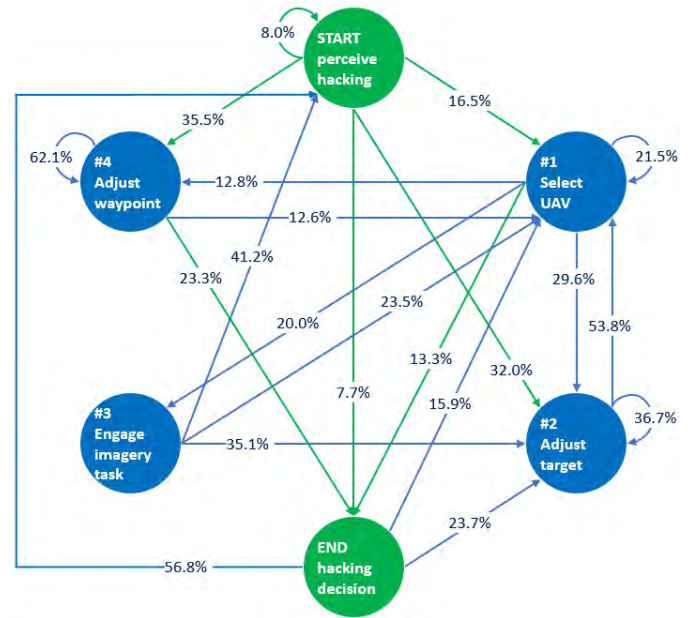 8.0%
START
perceive
hacking
35.5%
16.5%
62.1%
#4
Adjust
waypoint
12.8%
#1
Select
UAV
21.5%
12.6%
23.3%
41.2%
23.5%
29.6%
20.0%
53.8%
13.3%
32.0%
7.7%
15.9%
#3
Engage
imagery
task
35.1%
#2
Adjust
target
36.7%
23.7%
END
hacking
decision
56.8%